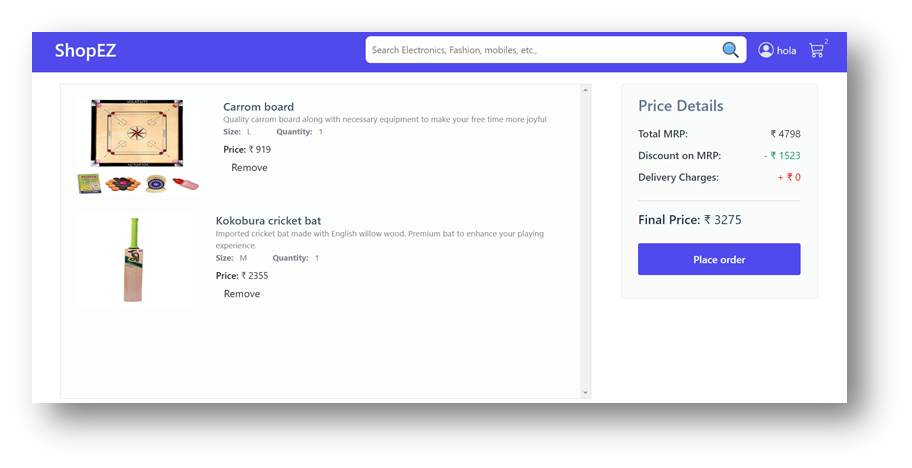 ShopEZ
Search Electronics, Fashion, mobiles, etc.,
hola
2
Carrom board
Quality carrom board along with necessary equipment to make your free time more joyful
Size: L Quantity: 1
Price: ₹ 919
Remove
Kokobura cricket bat
Imported cricket bat made with English willow wood. Premium bat to enhance your playing
experience.
Size: M Quantity: 1
Price: ₹ 2355
Remove
Price Details
Total MRP: ₹ 4798
Discount on MRP: - ₹ 1523
Delivery Charges: + ₹ 0
Final Price: ₹ 3275
Place order